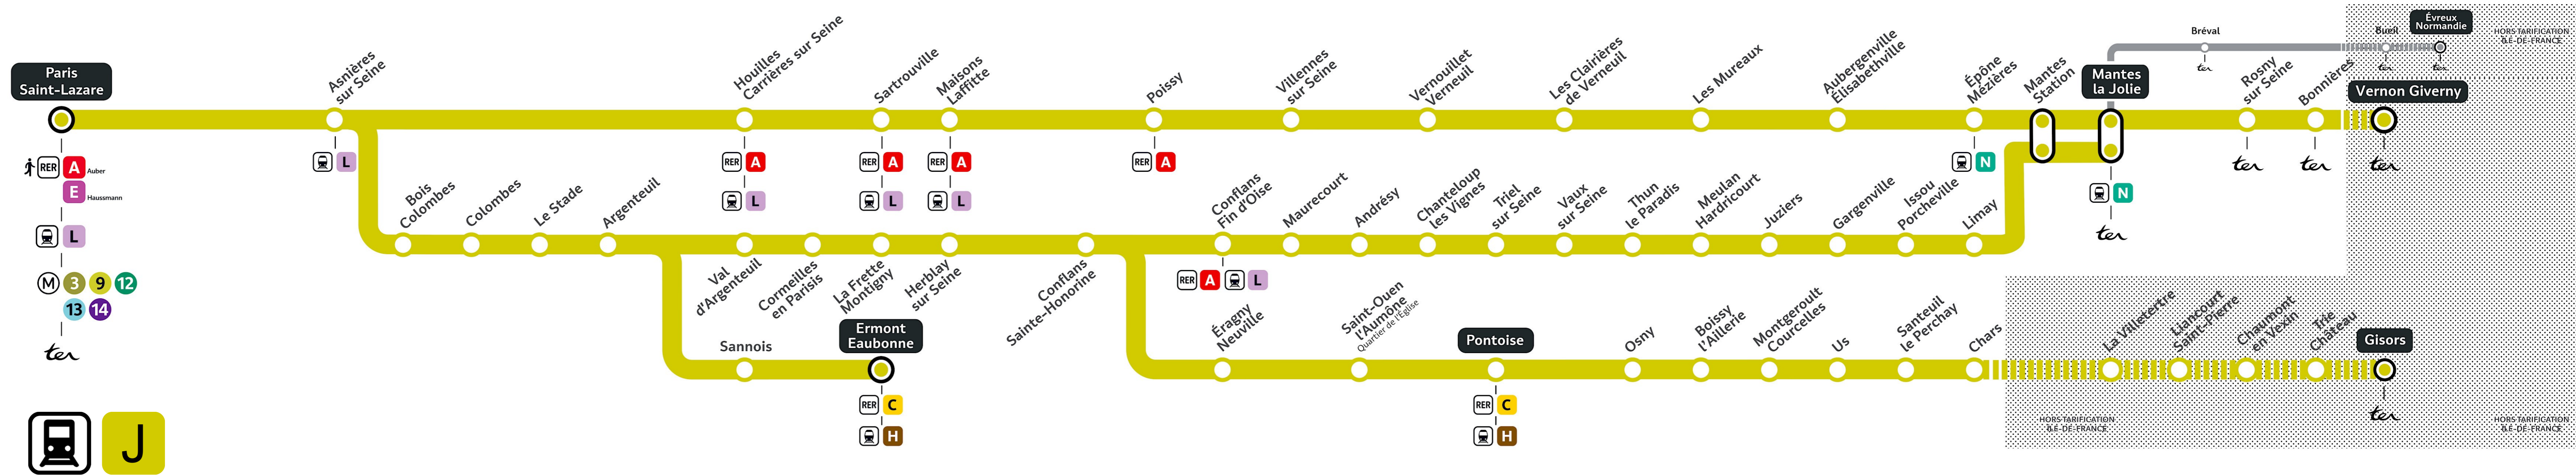 Paris
Saint-Lazare
RER A Auber
E Haussmann
L
M 3 9 12
13 14
ter
Asnières
sur Seine
L
Houilles
Carrières sur Seine
RER A
L
Sartrouville
RER A
L
Maisons
Laffitte
RER A
L
Poissy
RER A
Villennes
sur Seine
Vernouillet
Verneuil
Les Clairières
de Verneuil
Les Mureaux
Aubergenville
Élisabethville
Épône
Mézières
N
Mantes
Station
Mantes
la Jolie
N
ter
Bréval
ter
Bueil
ter
Évreux
Normandie
ter
HORS TARIFICATION
ÎLE-DE-FRANCE
Rosny
sur Seine
ter
Bonnières
ter
Vernon Giverny
ter
Bois
Colombes
Colombes
Le Stade
Argenteuil
Val
d'Argenteuil
Cormeilles
en Parisis
La Frette
Montigny
Herblay
sur Seine
Conflans
Sainte-Honorine
Conflans
Fin d'Oise
RER A L
Maurecourt
Andrésy
Chanteloup
les Vignes
Triel
sur Seine
Vaux
sur Seine
Thun
le Paradis
Meulan
Hardricourt
Juziers
Gargenville
Issou
Porcheville
Limay
Sannois
Ermont
Eaubonne
RER C
H
Éragny
Neuville
Saint-Ouen
l'Aumône
Quartier de l'Église
Pontoise
RER C
H
Osny
Boissy
l'Aillerie
Montgeroult
Courcelles
Us
Santeuil
le Perchay
Chars
La Villetertre
Liancourt
Saint-Pierre
Chaumont
en Vexin
Trie
Château
Gisors
ter
HORS TARIFICATION
ÎLE-DE-FRANCE
HORS TARIFICATION
ÎLE-DE-FRANCE
J